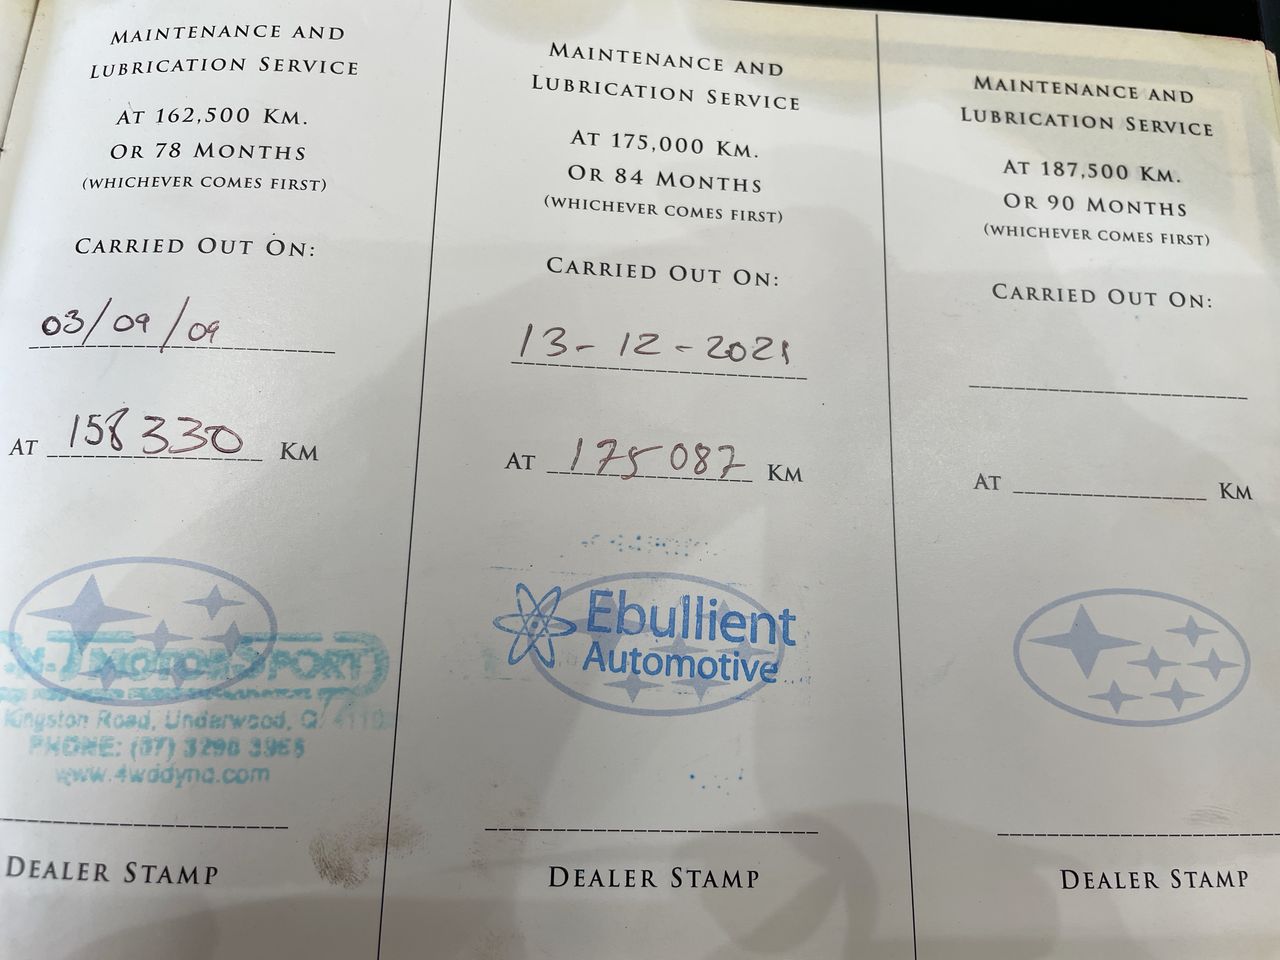 MAINTENANCE AND
LUBRICATION SERVICE
AT 162,500 KM.
OR 78 MONTHS
(WHICHEVER COMES FIRST)
CARRIED OUT ON:
03/09/09
AT 158330 KM
MOTORSPORT
Kingston Road, Underwood, Q
PHONE: (07)
www.4wddyno.com
DEALER STAMP
MAINTENANCE AND
LUBRICATION SERVICE
AT 175,000 KM.
OR 84 MONTHS
(WHICHEVER COMES FIRST)
CARRIED OUT ON:
13-12-2021
AT 175087 KM
Ebullient
Automotive
DEALER STAMP
MAINTENANCE AND
LUBRICATION SERVICE
AT 187,500 KM.
OR 90 MONTHS
(WHICHEVER COMES FIRST)
CARRIED OUT ON:
AT KM
DEALER STAMP